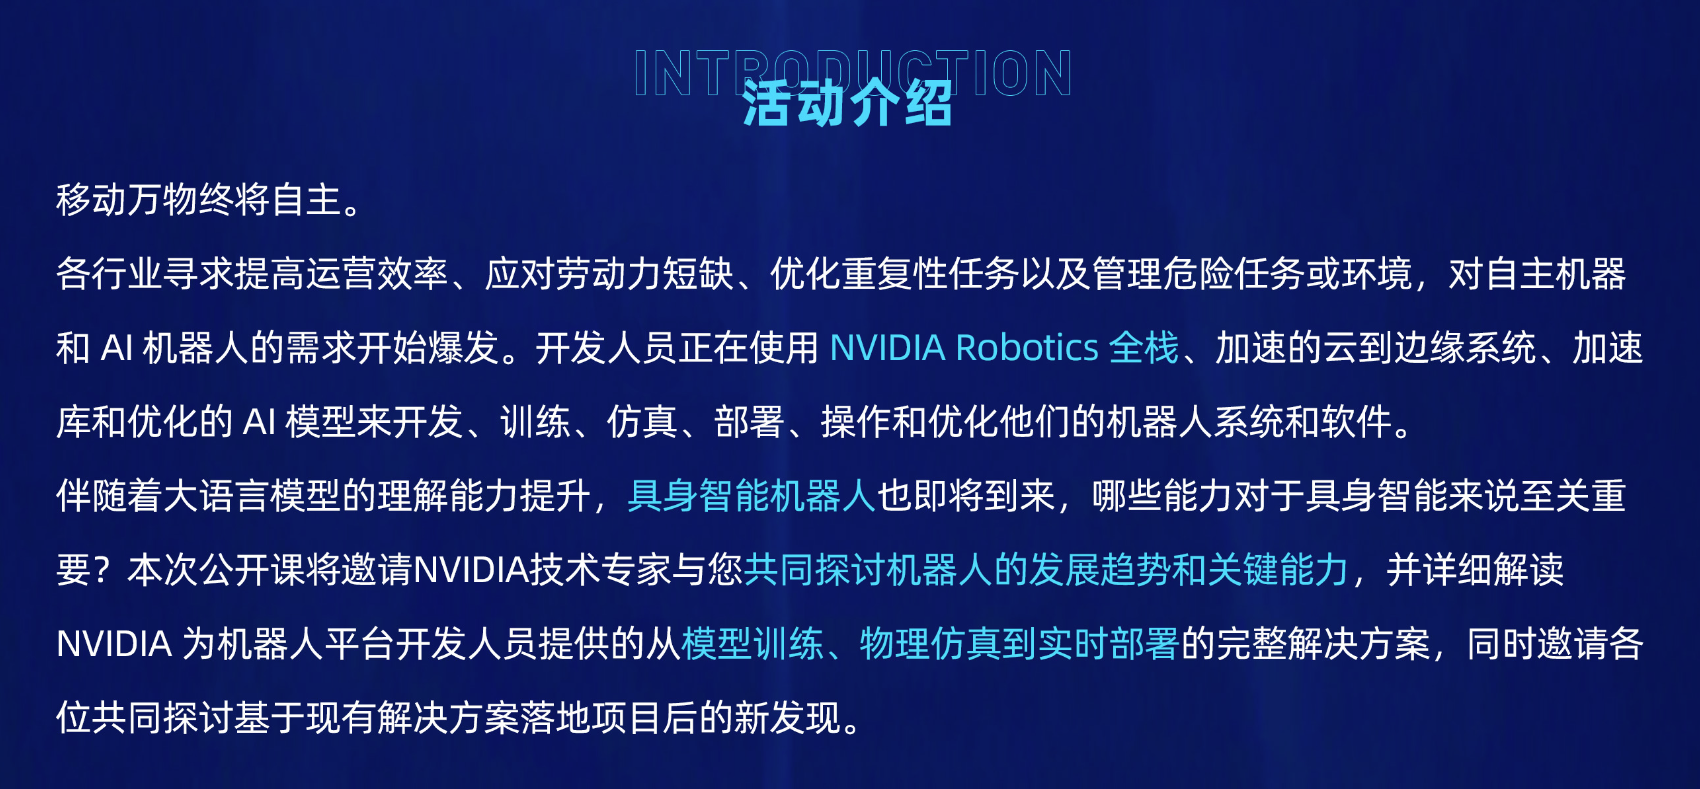 INTRODUCTION
活动介绍
移动万物终将自主。
各行业寻求提高运营效率、应对劳动力短缺、优化重复性任务以及管理危险任务或环境，对自主机器
和 AI 机器人的需求开始爆发。开发人员正在使用 NVIDIA Robotics 全栈、加速的云到边缘系统、加速
库和优化的 AI 模型来开发、训练、仿真、部署、操作和优化他们的机器人系统和软件。
伴随着大语言模型的理解能力提升，具身智能机器人也即将到来，哪些能力对于具身智能来说至关重
要？本次公开课将邀请NVIDIA技术专家与您共同探讨机器人的发展趋势和关键能力，并详细解读
NVIDIA 为机器人平台开发人员提供的从模型训练、物理仿真到实时部署的完整解决方案，同时邀请各
位共同探讨基于现有解决方案落地项目后的新发现。